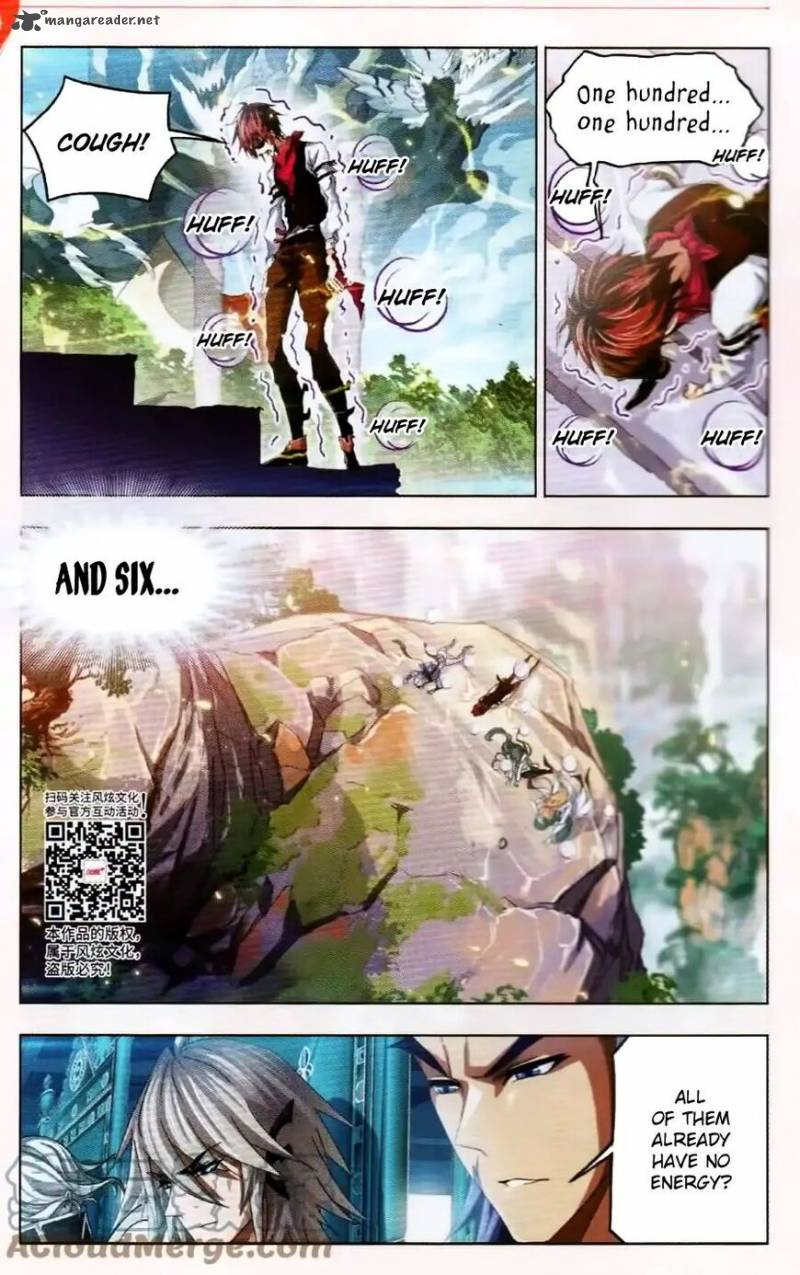 mangareader.net
COUGH!
HUFF!
HUFF!
HUFF!
HUFF!
HUFF!
One hundred...
one hundred...
HUFF!
HUFF!
HUFF!
HUFF!
AND SIX...
扫码关注风炫文化
参与官方互动活动!
本作品的版权,
属于风炫文化,
盗版必究!
ALL
OF THEM
ALREADY
HAVE NO
ENERGY?
AcloudMerge.com